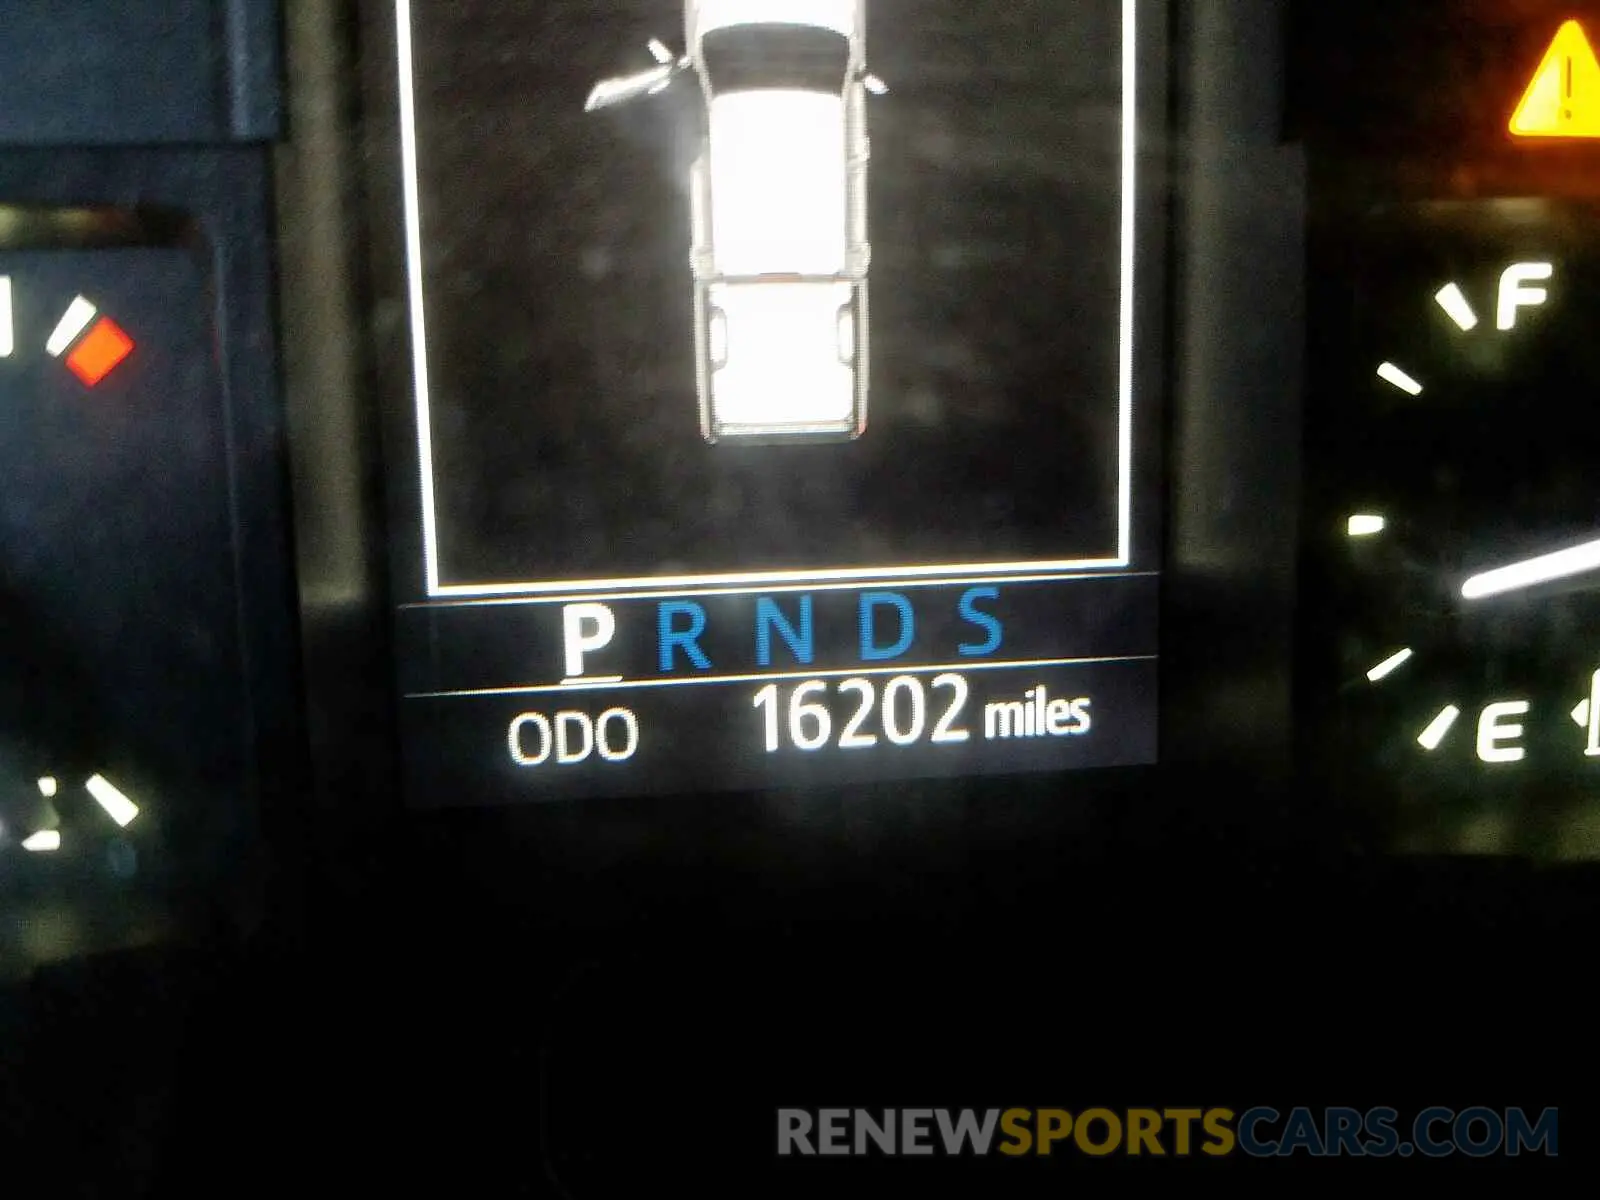 F
P R N D S
ODO 16202 miles
E
RENEWSPORTSCARS.COM